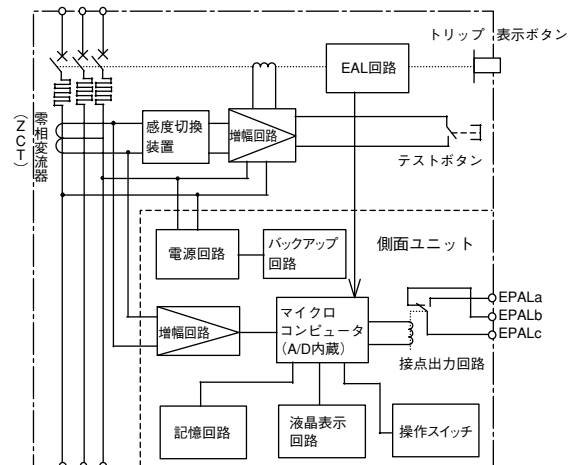 トリップ 表示ボタン
EAL回路
感度切換
装置
増幅回路
テストボタン
零相変流器
(ZCT)
側面ユニット
電源回路
バックアップ
回路
増幅回路
マイクロ
コンピュータ
(A/D内蔵)
EPALa
EPALb
EPALc
接点出力回路
記憶回路
液晶表示
回路
操作スイッチ